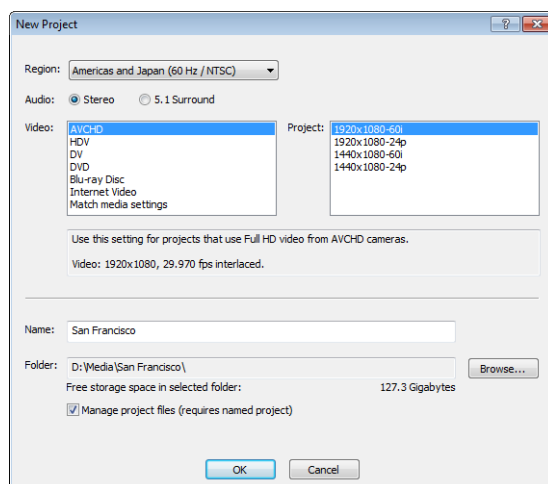 New Project
Region: Americas and Japan (60 Hz / NTSC)
Audio: Stereo 5.1 Surround
Video: AVCHD
HDV
DV
DVD
Blu-ray Disc
Internet Video
Match media settings
Project: 1920x1080-60i
1920x1080-24p
1440x1080-60i
1440x1080-24p
Use this setting for projects that use Full HD video from AVCHD cameras.
Video: 1920x1080, 29.970 fps interlaced.
Name: San Francisco
Folder: D:\Media\San Francisco\ Browse...
Free storage space in selected folder: 127.3 Gigabytes
Manage project files (requires named project)
OK Cancel